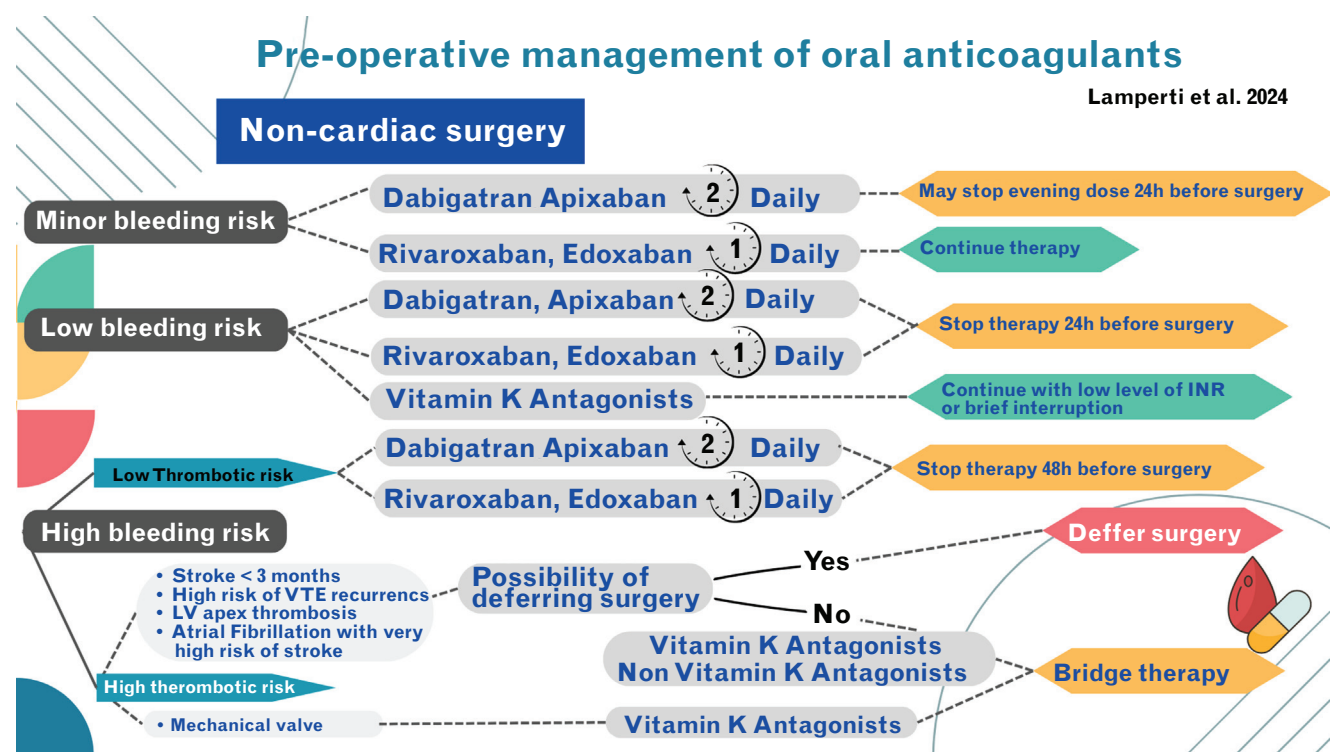 Pre-operative management of oral anticoagulants
Lamperti et al. 2024
Non-cardiac surgery
Minor bleeding risk
Dabigatran Apixaban 2 Daily
May stop evening dose 24h before surgery
Rivaroxaban, Edoxaban 1 Daily
Continue therapy
Low bleeding risk
Dabigatran, Apixaban 2 Daily
Rivaroxaban, Edoxaban 1 Daily
Stop therapy 24h before surgery
Vitamin K Antagonists
Continue with low level of INR
or brief interruption
High bleeding risk
Low Thrombotic risk
Dabigatran Apixaban 2 Daily
Rivaroxaban, Edoxaban 1 Daily
Stop therapy 48h before surgery
High therombotic risk
• Stroke < 3 months
• High risk of VTE recurrencs
• LV apex thrombosis
• Atrial Fibrillation with very
high risk of stroke
Possibility of
deferring surgery
Yes
Deffer surgery
No
Vitamin K Antagonists
Non Vitamin K Antagonists
Bridge therapy
• Mechanical valve
Vitamin K Antagonists